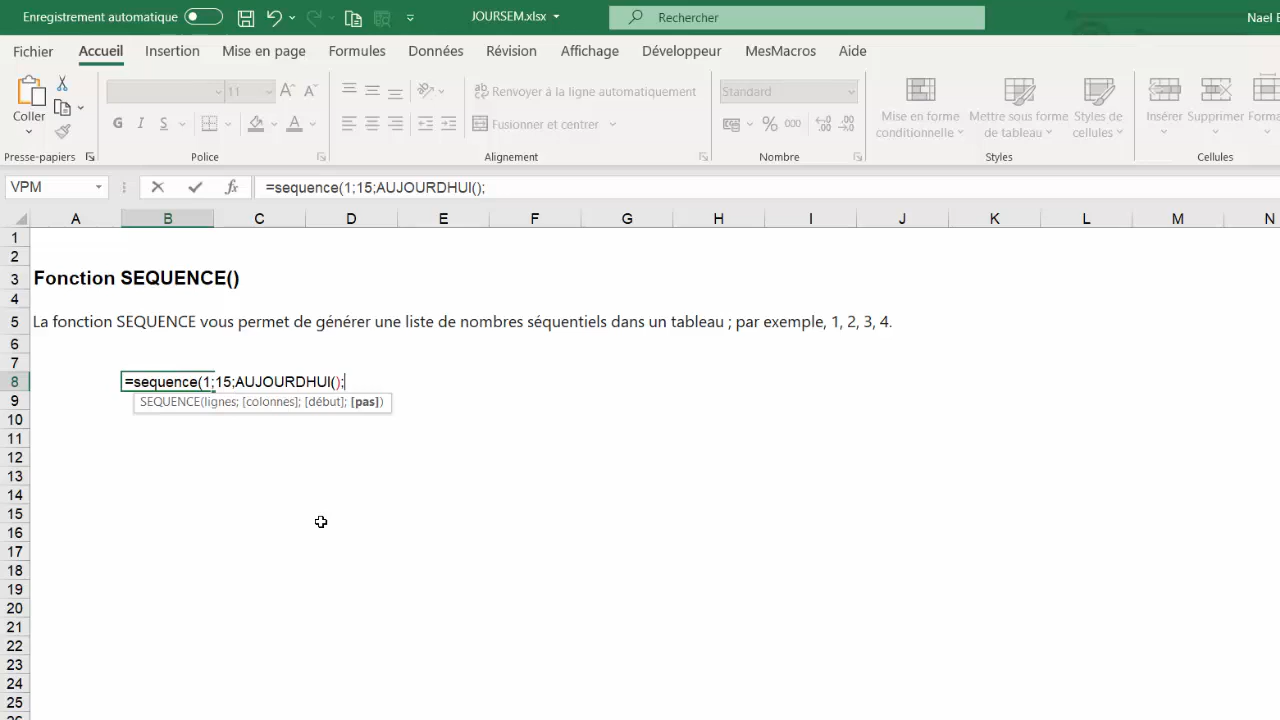 Enregistrement automatique JOURSEM.xlsx Rechercher Nael E
Fichier Accueil Insertion Mise en page Formules Données Révision Affichage Développeur MesMacros Aide
Coller 11 A A Renvoyer à la ligne automatiquement Standard Mise en forme conditionnelle Mettre sous forme de tableau Styles de cellules Insérer Supprimer Forma
G I S A Fusionner et centrer % 000
Presse-papiers Police Alignement Nombre Styles Cellules
VPM fx =sequence(1;15;AUJOURDHUI();
A B C D E F G H I J K L M N
1
2
3 Fonction SEQUENCE()
4
5 La fonction SEQUENCE vous permet de générer une liste de nombres séquentiels dans un tableau ; par exemple, 1, 2, 3, 4.
6
7
8 =sequence(1;15;AUJOURDHUI();
9 SEQUENCE(lignes; [colonnes]; [début]; [pas])
10
11
12
13
14
15
16
17
18
19
20
21
22
23
24
25